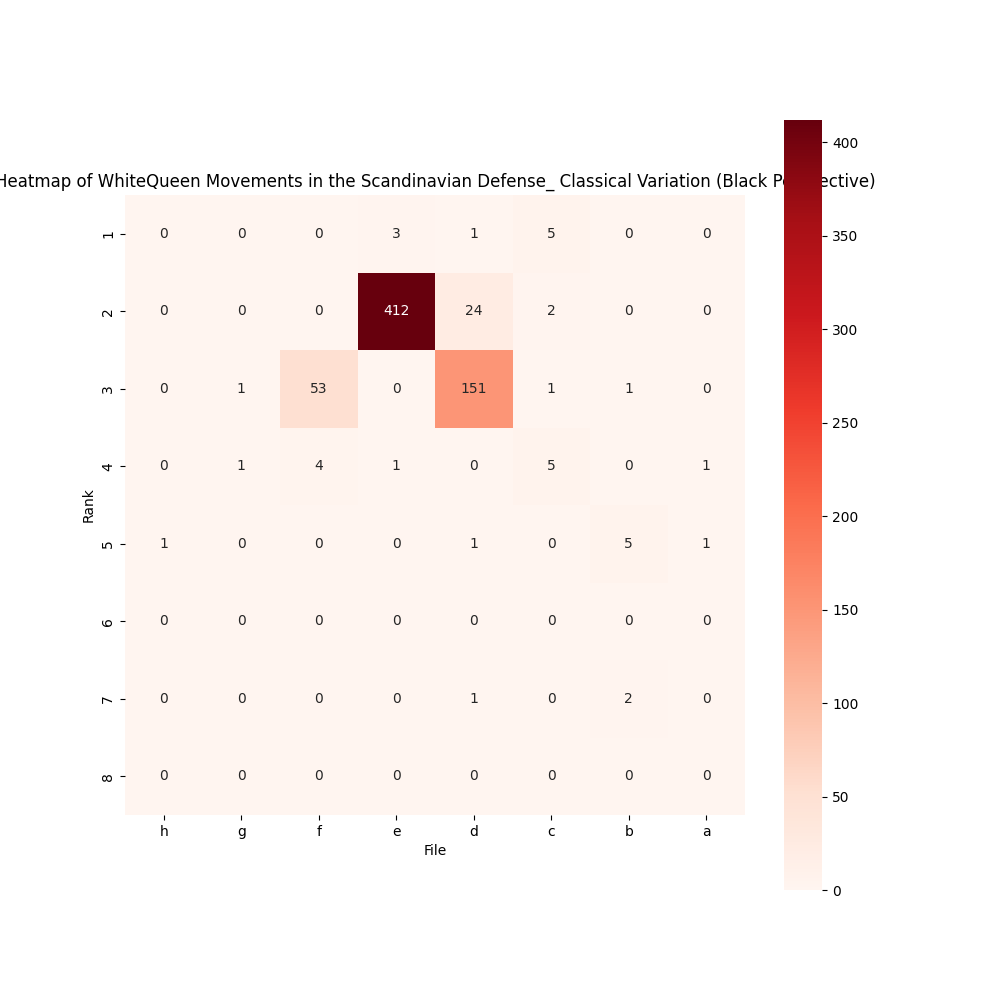 Heatmap of WhiteQueen Movements in the Scandinavian Defense_ Classical Variation (Black P ective)
400
350
300
250
200
150
100
50
0
1 0 0 0 3 1 5 0 0
2 0 0 0 412 24 2 0 0
3 0 1 53 0 151 1 1 0
4 0 1 4 1 0 5 0 1
5 1 0 0 0 1 0 5 1
6 0 0 0 0 0 0 0 0
7 0 0 0 0 1 0 2 0
8 0 0 0 0 0 0 0 0
Rank
h g f e d c b a
File